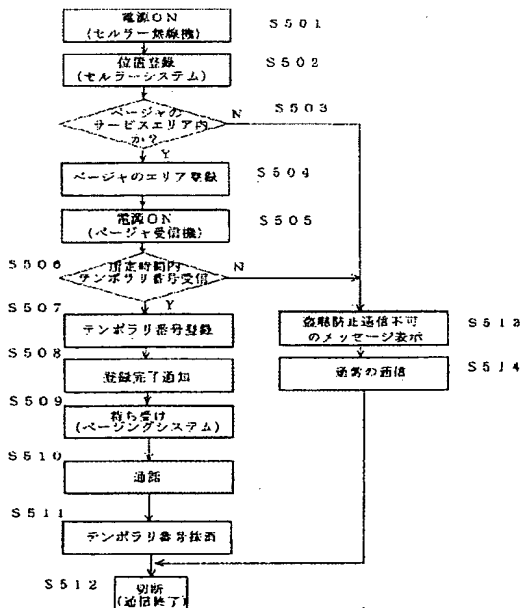 電源ON
(セルラー無線機)
S501
位置登録
(セルラーシステム)
S502
ページャの
サービスエリア内
か?
N
S503
Y
ページャのエリア登録
S504
電源ON
(ページャ受信機)
S505
S506
所定時間内
テンポラリ番号受信
N
S507
Y
テンポラリ番号登録
盗聴防止通信不可
のメッセージ表示
S513
S508
登録完了通知
通常の通信
S514
S509
待ち受け
(ページングシステム)
S510
通話
S511
テンポラリ番号抹消
S512
切断
(通信終了)